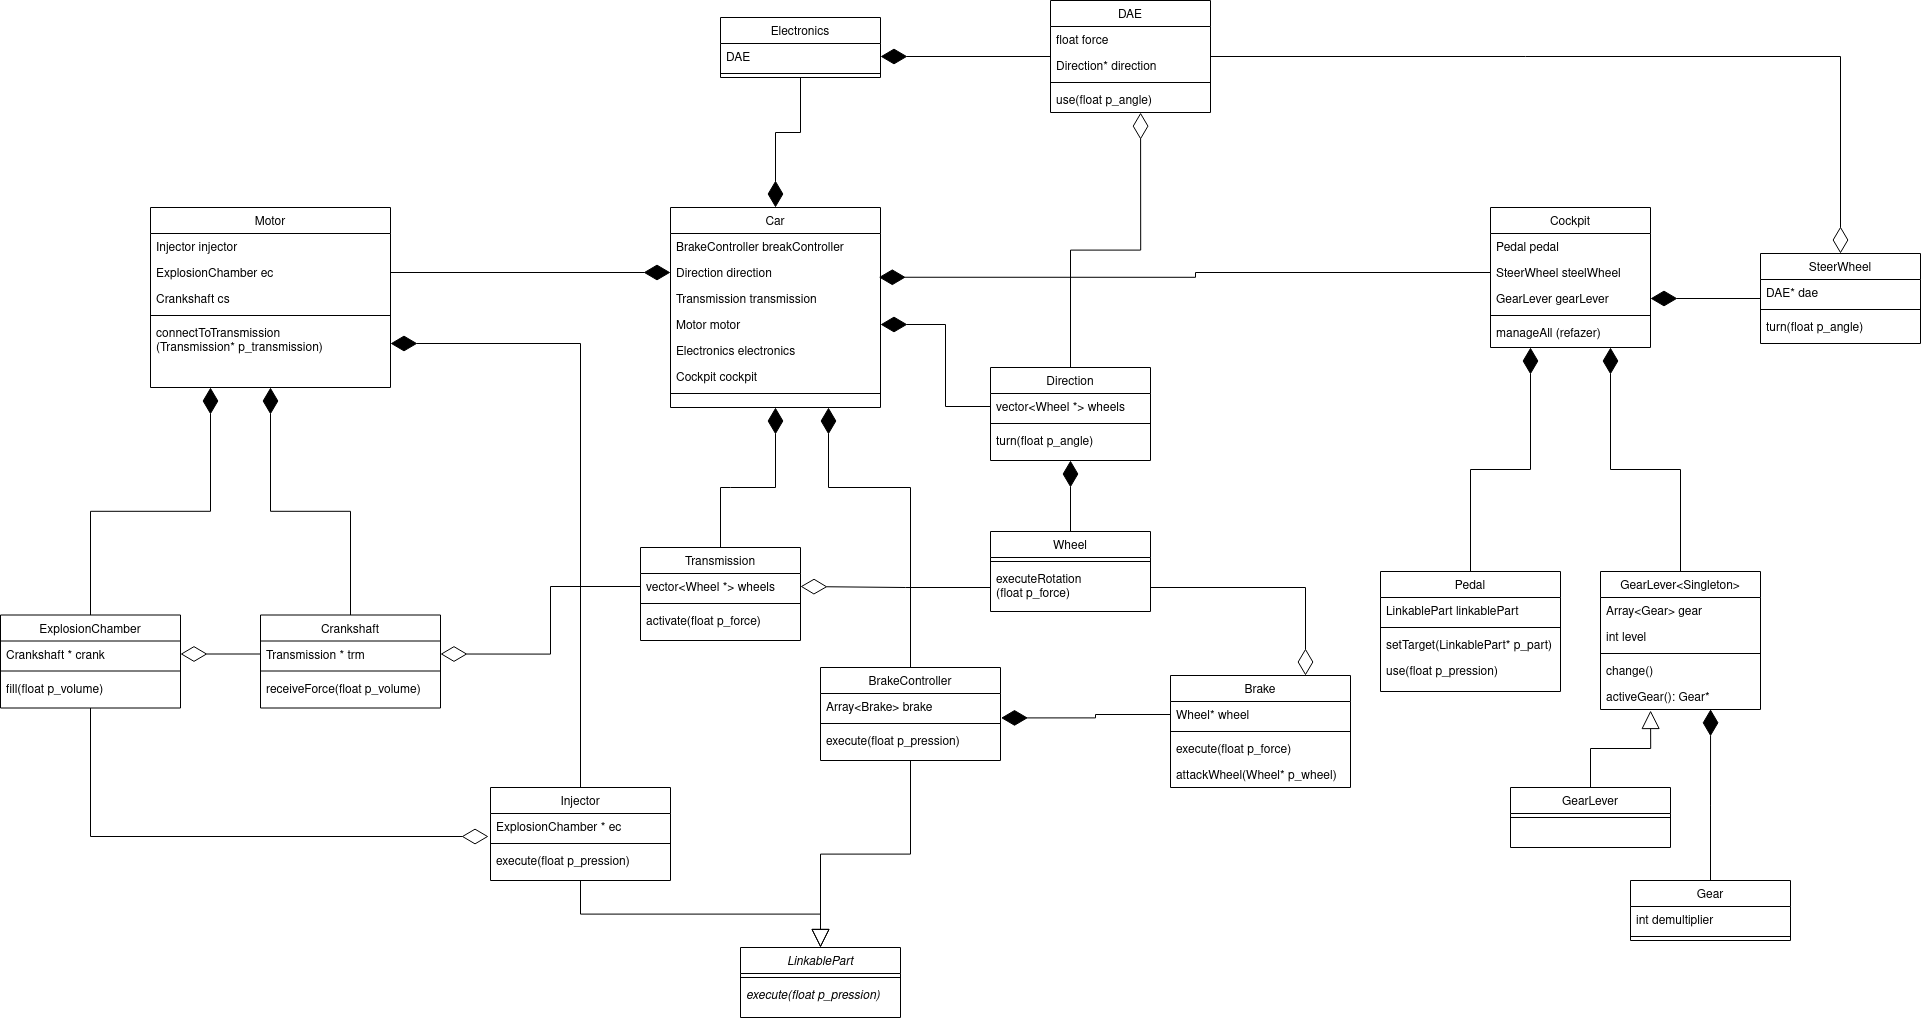 Electronics
DAE
DAE
float force
Direction* direction
use(float p_angle)
Motor
Injector injector
ExplosionChamber ec
Crankshaft cs
connectToTransmission
(Transmission* p_transmission)
Car
BrakeController breakController
Direction direction
Transmission transmission
Motor motor
Electronics electronics
Cockpit cockpit
Cockpit
Pedal pedal
SteerWheel steelWheel
GearLever gearLever
manageAll (refazer)
SteerWheel
DAE* dae
turn(float p_angle)
Direction
vector<Wheel *> wheels
turn(float p_angle)
Transmission
vector<Wheel *> wheels
activate(float p_force)
Wheel
executeRotation
(float p_force)
Pedal
LinkablePart linkablePart
setTarget(LinkablePart* p_part)
use(float p_pression)
GearLever<Singleton>
Array<Gear> gear
int level
change()
activeGear(): Gear*
ExplosionChamber
Crankshaft * crank
fill(float p_volume)
Crankshaft
Transmission * trm
receiveForce(float p_volume)
BrakeController
Array<Brake> brake
execute(float p_pression)
Brake
Wheel* wheel
execute(float p_force)
attackWheel(Wheel* p_wheel)
Injector
ExplosionChamber * ec
execute(float p_pression)
GearLever
Gear
int demultiplier
LinkablePart
execute(float p_pression)